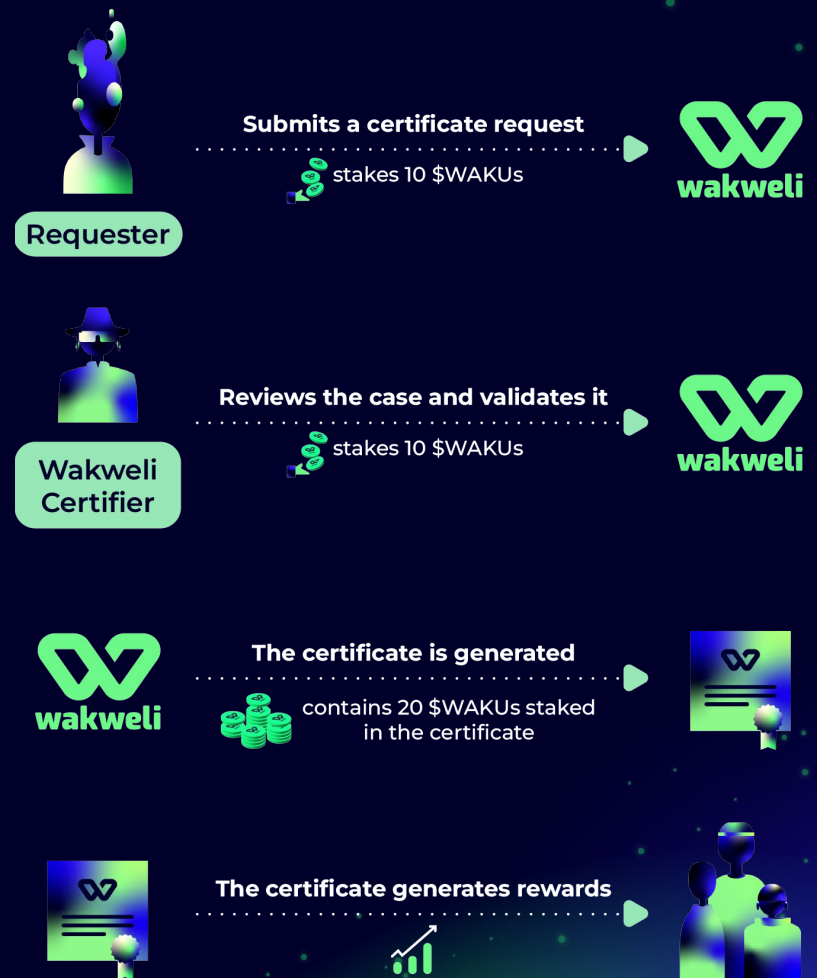 Submits a certificate request
stakes 10 $WAKUs
wakweli
Requester
Reviews the case and validates it
stakes 10 $WAKUs
wakweli
Wakweli
Certifier
The certificate is generated
contains 20 $WAKUs staked
in the certificate
wakweli
The certificate generates rewards